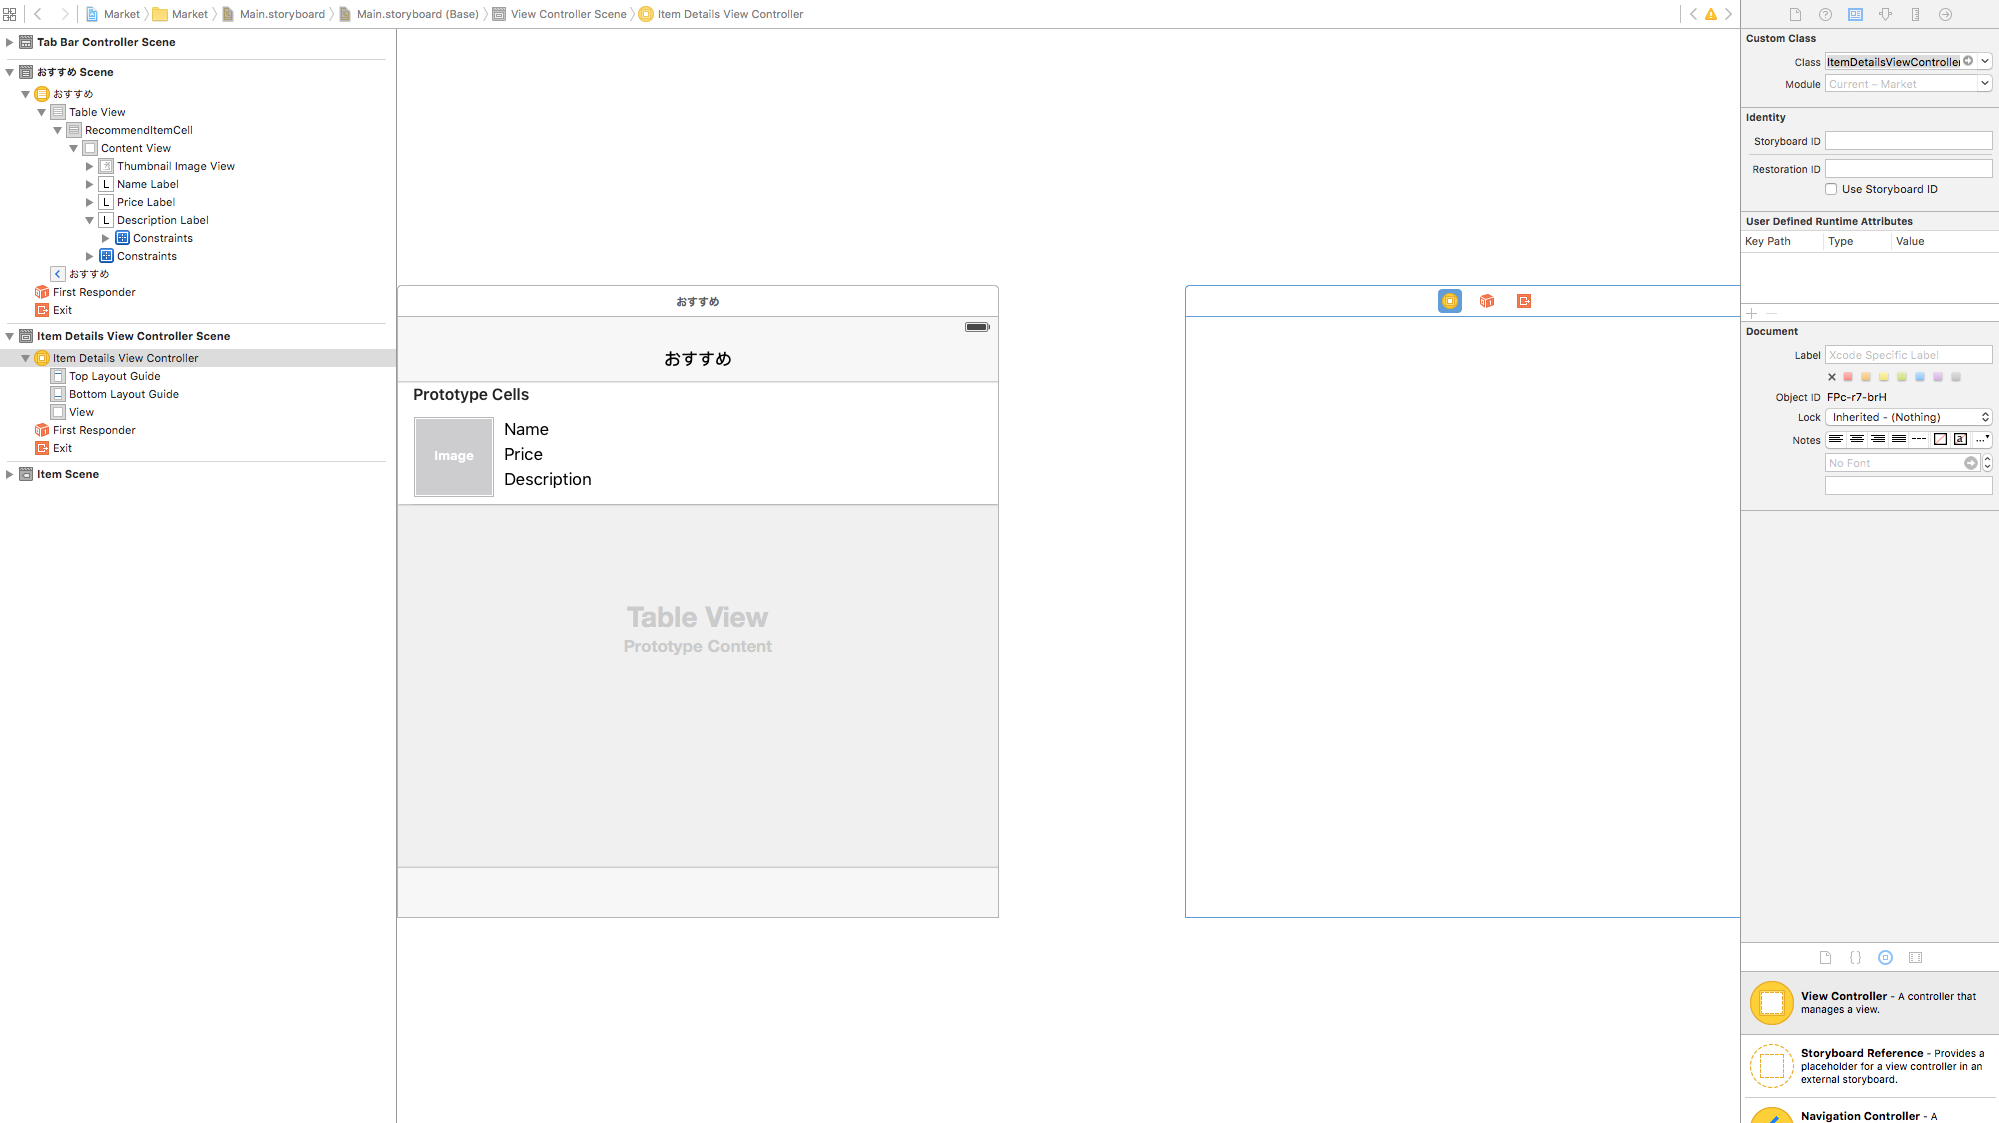 Market Market Main.storyboard Main.storyboard (Base) View Controller Scene Item Details View Controller
Tab Bar Controller Scene
おすすめ Scene
おすすめ
Table View
RecommendItemCell
Content View
Thumbnail Image View
L Name Label
L Price Label
L Description Label
Constraints
Constraints
おすすめ
First Responder
Exit
Item Details View Controller Scene
Item Details View Controller
Top Layout Guide
Bottom Layout Guide
View
First Responder
Exit
Item Scene
おすすめ
おすすめ
Prototype Cells
Image
Name
Price
Description
Table View
Prototype Content
Custom Class
Class ItemDetailsViewController
Module Current – Market
Identity
Storyboard ID
Restoration ID
Use Storyboard ID
User Defined Runtime Attributes
Key Path Type Value
Document
Label Xcode Specific Label
Object ID FPc-r7-brH
Lock Inherited - (Nothing)
Notes
No Font
View Controller - A controller that
manages a view.
Storyboard Reference - Provides a
placeholder for a view controller in an
external storyboard.
Navigation Controller - A